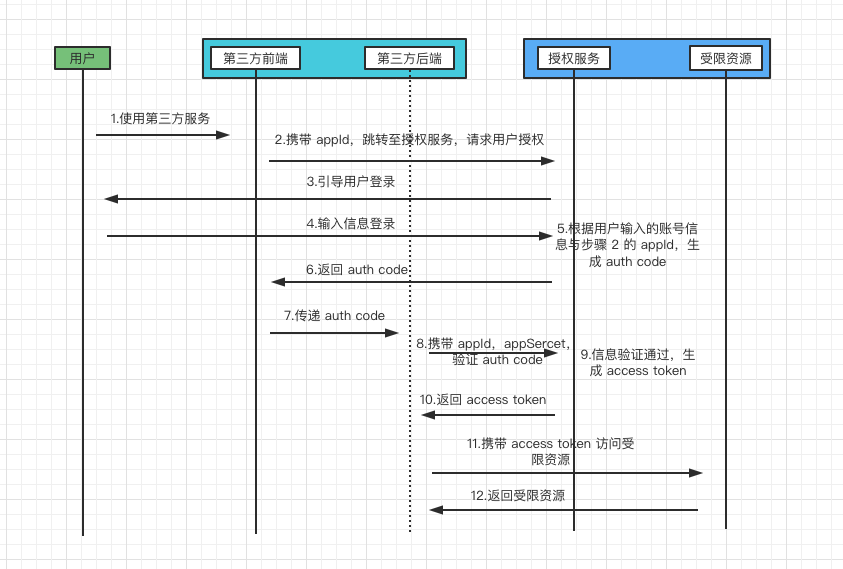 用户
第三方前端
第三方后端
授权服务
受限资源
1.使用第三方服务
2.携带 appId，跳转至授权服务，请求用户授权
3.引导用户登录
4.输入信息登录
5.根据用户输入的账号信
息与步骤 2 的 appId，生
成 auth code
6.返回 auth code
7.传递 auth code
8.携带 appId，appSercet，
验证 auth code
9.信息验证通过，生
成 access token
10.返回 access token
11.携带 access token 访问受
限资源
12.返回受限资源